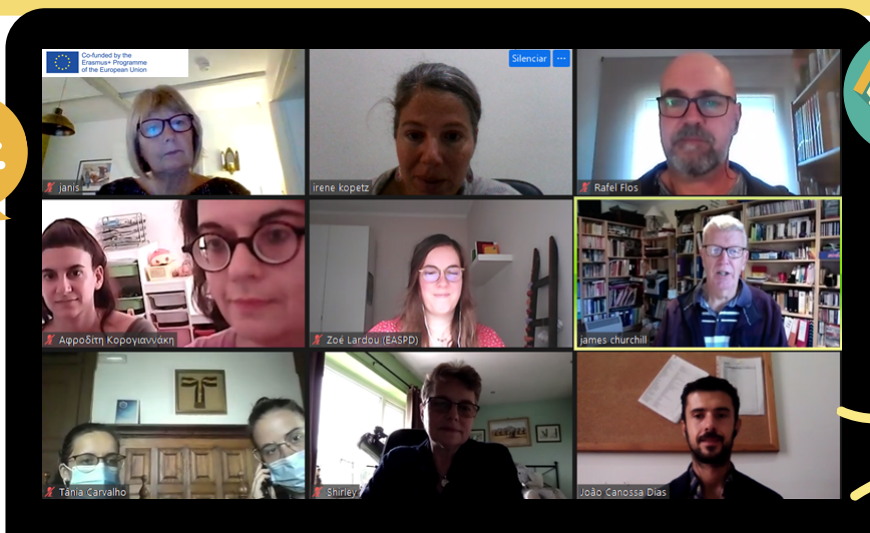 Co-funded by the
Erasmus+ Programme
of the European Union
Silenciar
janis
irene kopetz
Rafel Flos
Αφροδίτη Κορογιαννάκη
Zoé Lardou (EASPD)
james churchill
Tânia Carvalho
Shirley
João Canossa Dias